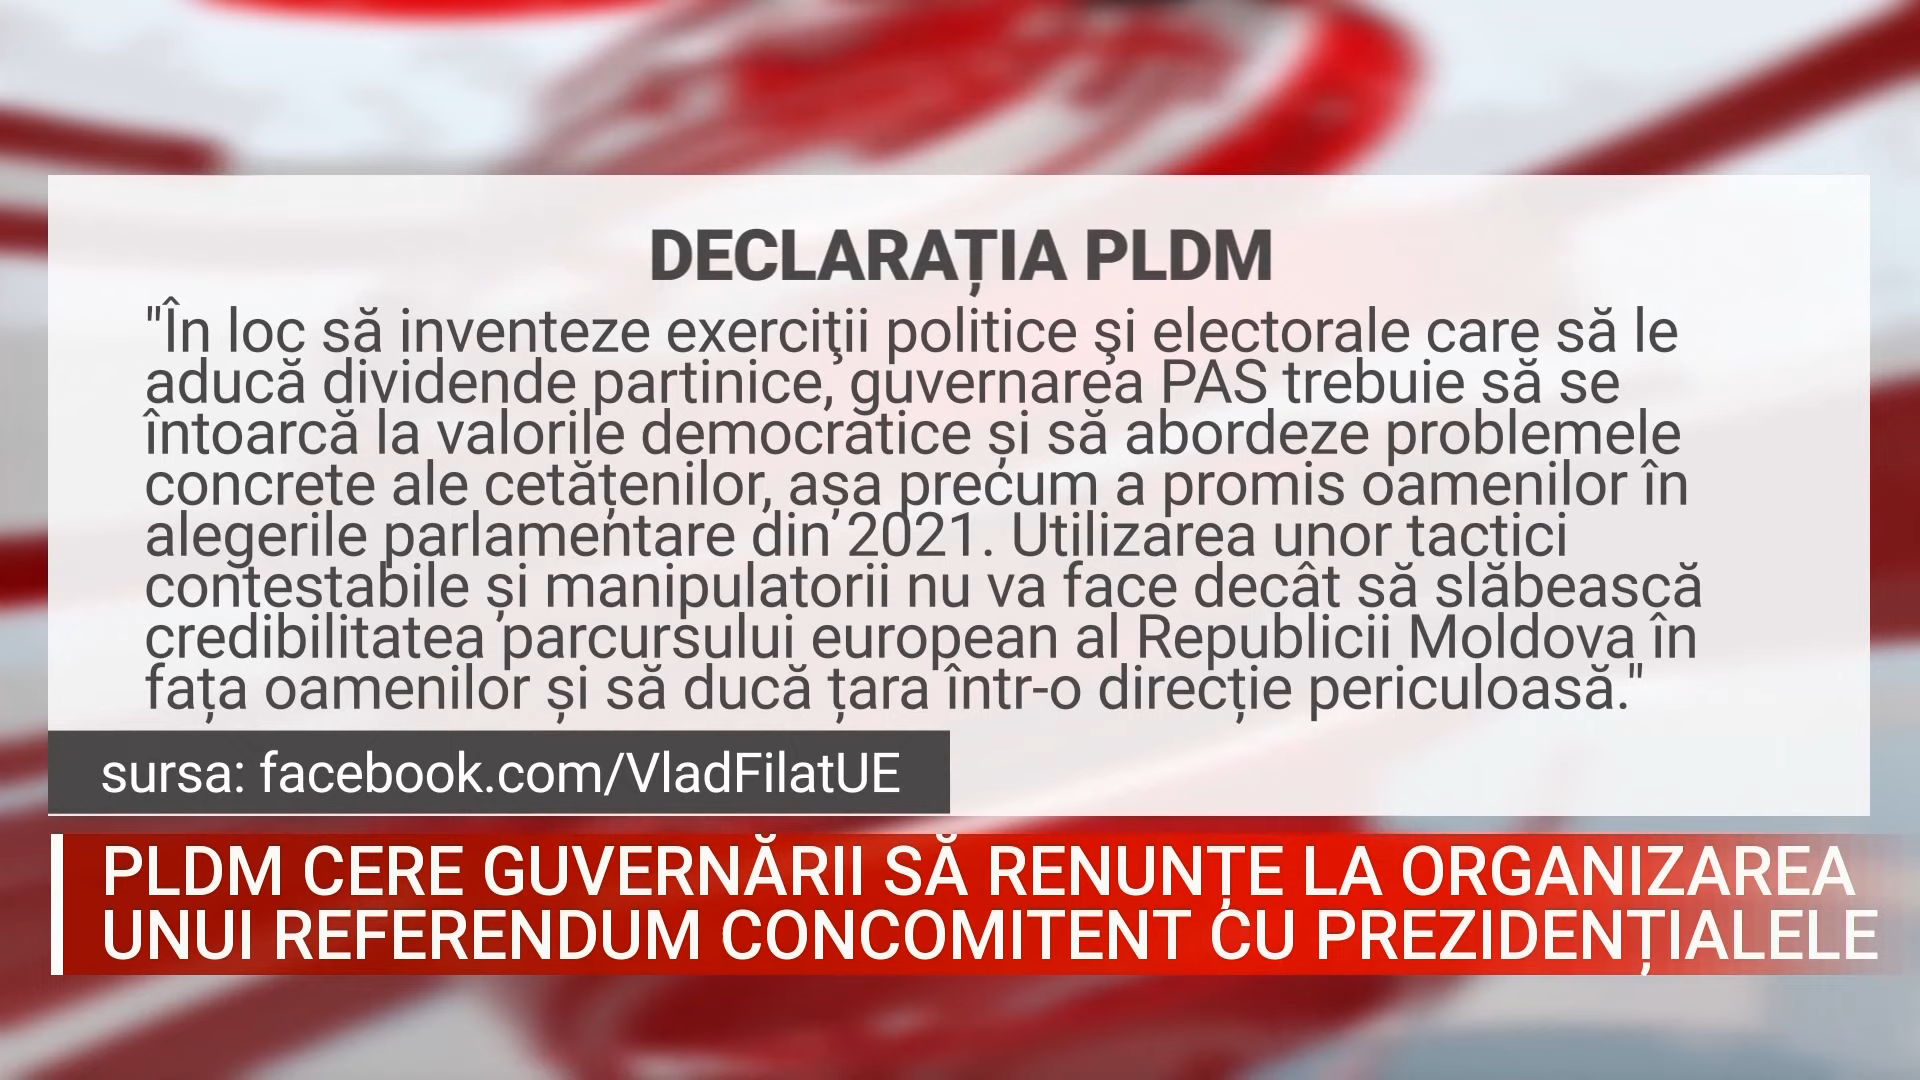 DECLARAȚIA PLDM
"În loc să inventeze exerciţii politice şi electorale care să le
aducă dividende partinice, guvernarea PAS trebuie să se
întoarcă la valorile democratice și să abordeze problemele
concrete ale cetățenilor, așa precum a promis oamenilor în
alegerile parlamentare din 2021. Utilizarea unor tactici
contestabile și manipulatorii nu va face decât să slăbească
credibilitatea parcursului european al Republicii Moldova în
fața oamenilor și să ducă țara într-o direcție periculoasă."
sursa: facebook.com/VladFilatUE
PLDM CERE GUVERNĂRII SĂ RENUNȚE LA ORGANIZAREA
UNUI REFERENDUM CONCOMITENT CU PREZIDENȚIALELE